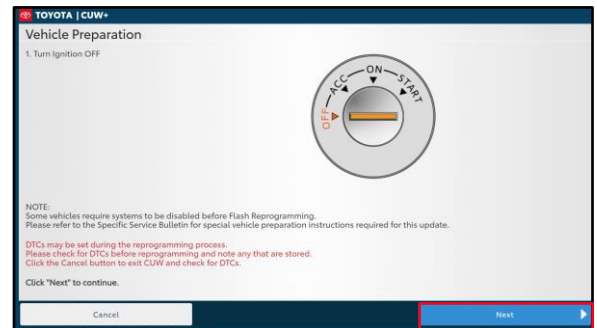 TOYOTA | CUW+
Vehicle Preparation
1. Turn Ignition OFF
OFF
ACC
ON
START
NOTE:
Some vehicles require systems to be disabled before Flash Reprogramming.
Please refer to the Specific Service Bulletin for special vehicle preparation instructions required for this update.
DTCs may be set during the reprogramming process.
Please check for DTCs before reprogramming and note any that are stored.
Click the Cancel button to exit CUW and check for DTCs.
Click "Next" to continue.
Cancel
Next